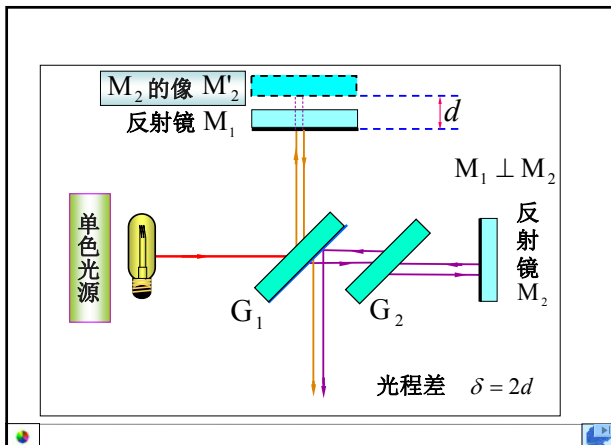 M₂的像 M'₂
反射镜 M₁
d
M₁ ⊥ M₂
单色光源
反射镜 M₂
G₁
G₂
光程差 δ = 2d